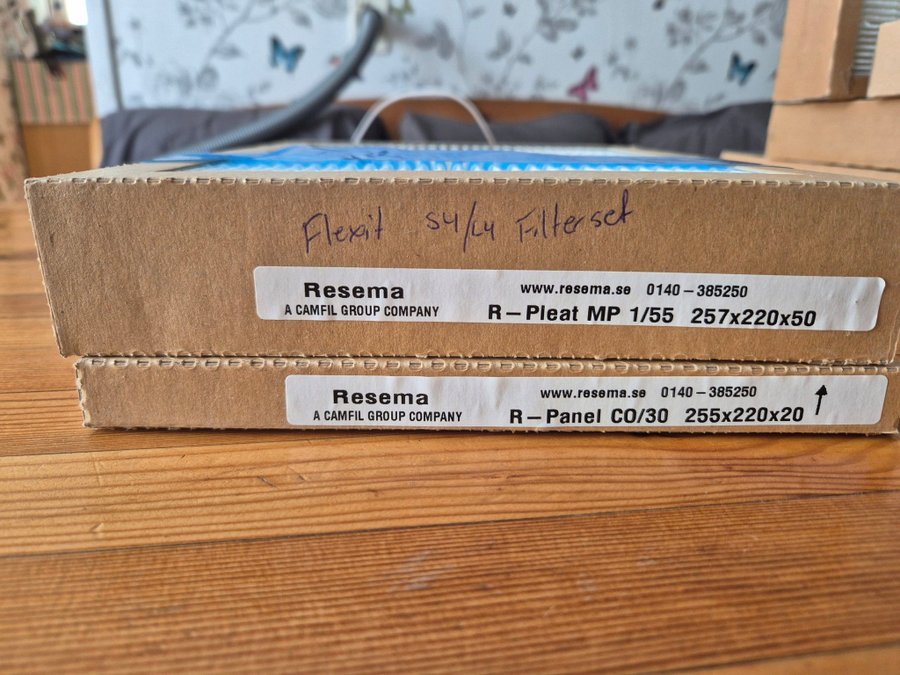 Flexit S4/L4 Filterset
Resema
A CAMFIL GROUP COMPANY
www.resema.se 0140-385250
R-Pleat MP 1/55 257x220x50
Resema
A CAMFIL GROUP COMPANY
www.resema.se 0140-385250
R-Panel CO/30 255x220x20